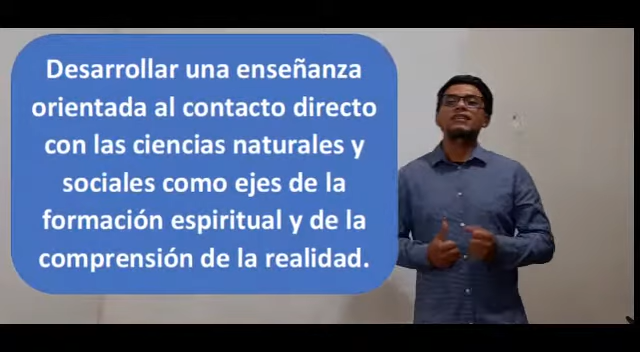 Desarrollar una enseñanza
orientada al contacto directo
con las ciencias naturales y
sociales como ejes de la
formación espiritual y de la
comprensión de la realidad.